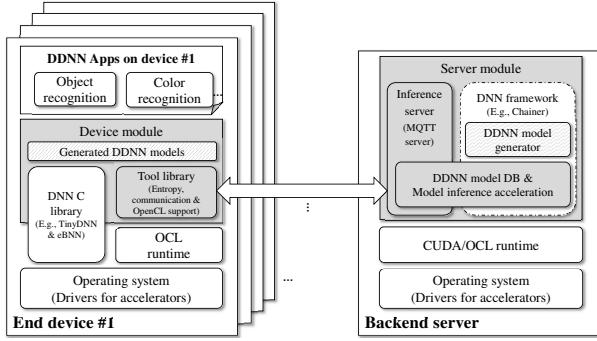 DDNN Apps on device #1
Object
recognition
Color
recognition
...
Device module
Generated DDNN models
DNN C
library
(E.g., TinyDNN
& eBNN)
Tool library
(Entropy,
communication &
OpenCL support)
OCL
runtime
Operating system
(Drivers for accelerators)
End device #1
...
...
...
Server module
Inference
server
(MQTT
server)
DNN framework
(E.g., Chainer)
DDNN model
generator
DDNN model DB &
Model inference acceleration
CUDA/OCL runtime
Operating system
(Drivers for accelerators)
Backend server